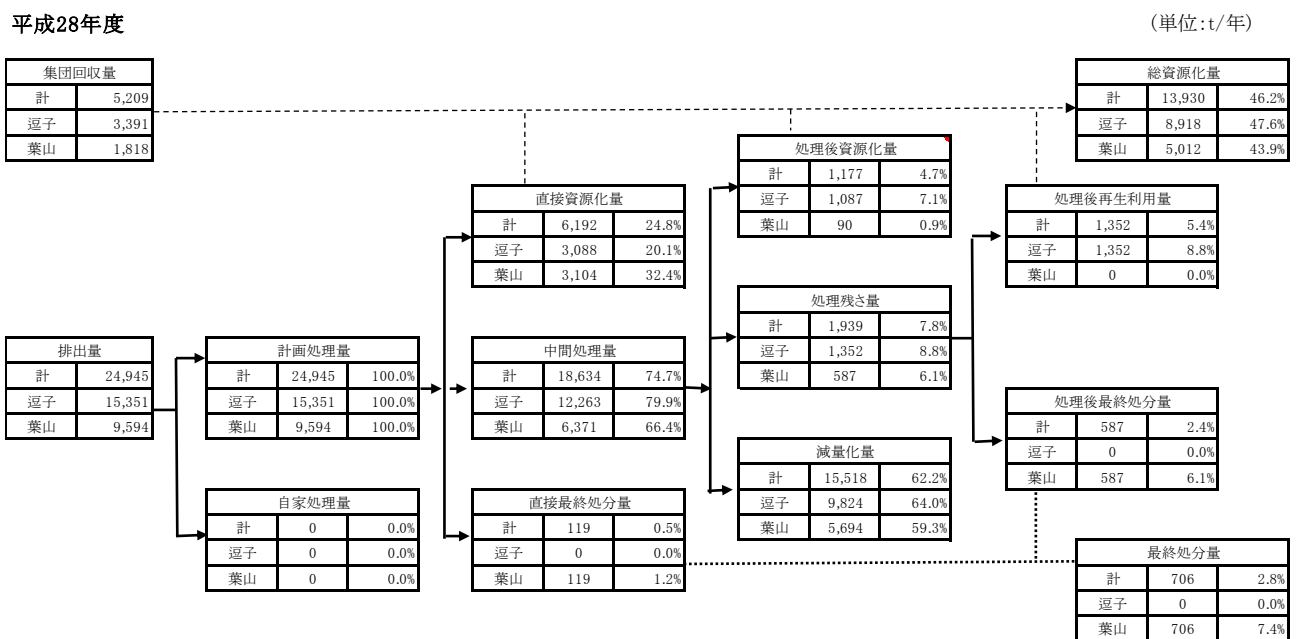 平成28年度
(単位:t/年)
集団回収量
計 5,209
逗子 3,391
葉山 1,818
総資源化量
計 13,930 46.2%
逗子 8,918 47.6%
葉山 5,012 43.9%
処理後資源化量
計 1,177 4.7%
逗子 1,087 7.1%
葉山 90 0.9%
直接資源化量
計 6,192 24.8%
逗子 3,088 20.1%
葉山 3,104 32.4%
処理後再生利用量
計 1,352 5.4%
逗子 1,352 8.8%
葉山 0 0.0%
処理残さ量
計 1,939 7.8%
逗子 1,352 8.8%
葉山 587 6.1%
排出量
計 24,945
逗子 15,351
葉山 9,594
計画処理量
計 24,945 100.0%
逗子 15,351 100.0%
葉山 9,594 100.0%
中間処理量
計 18,634 74.7%
逗子 12,263 79.9%
葉山 6,371 66.4%
処理後最終処分量
計 587 2.4%
逗子 0 0.0%
葉山 587 6.1%
減量化量
計 15,518 62.2%
逗子 9,824 64.0%
葉山 5,694 59.3%
自家処理量
計 0 0.0%
逗子 0 0.0%
葉山 0 0.0%
直接最終処分量
計 119 0.5%
逗子 0 0.0%
葉山 119 1.2%
最終処分量
計 706 2.8%
逗子 0 0.0%
葉山 706 7.4%